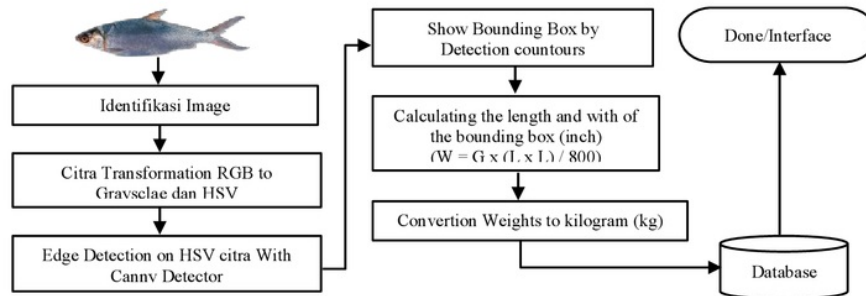 Identifikasi Image
Citra Transformation RGB to
Graysclae dan HSV
Edge Detection on HSV citra With
Canny Detector
Show Bounding Box by
Detection countours
Calculating the length and with of
the bounding box (inch)
(W = G x (L x L) / 800)
Convertion Weights to kilogram (kg)
Database
Done/Interface